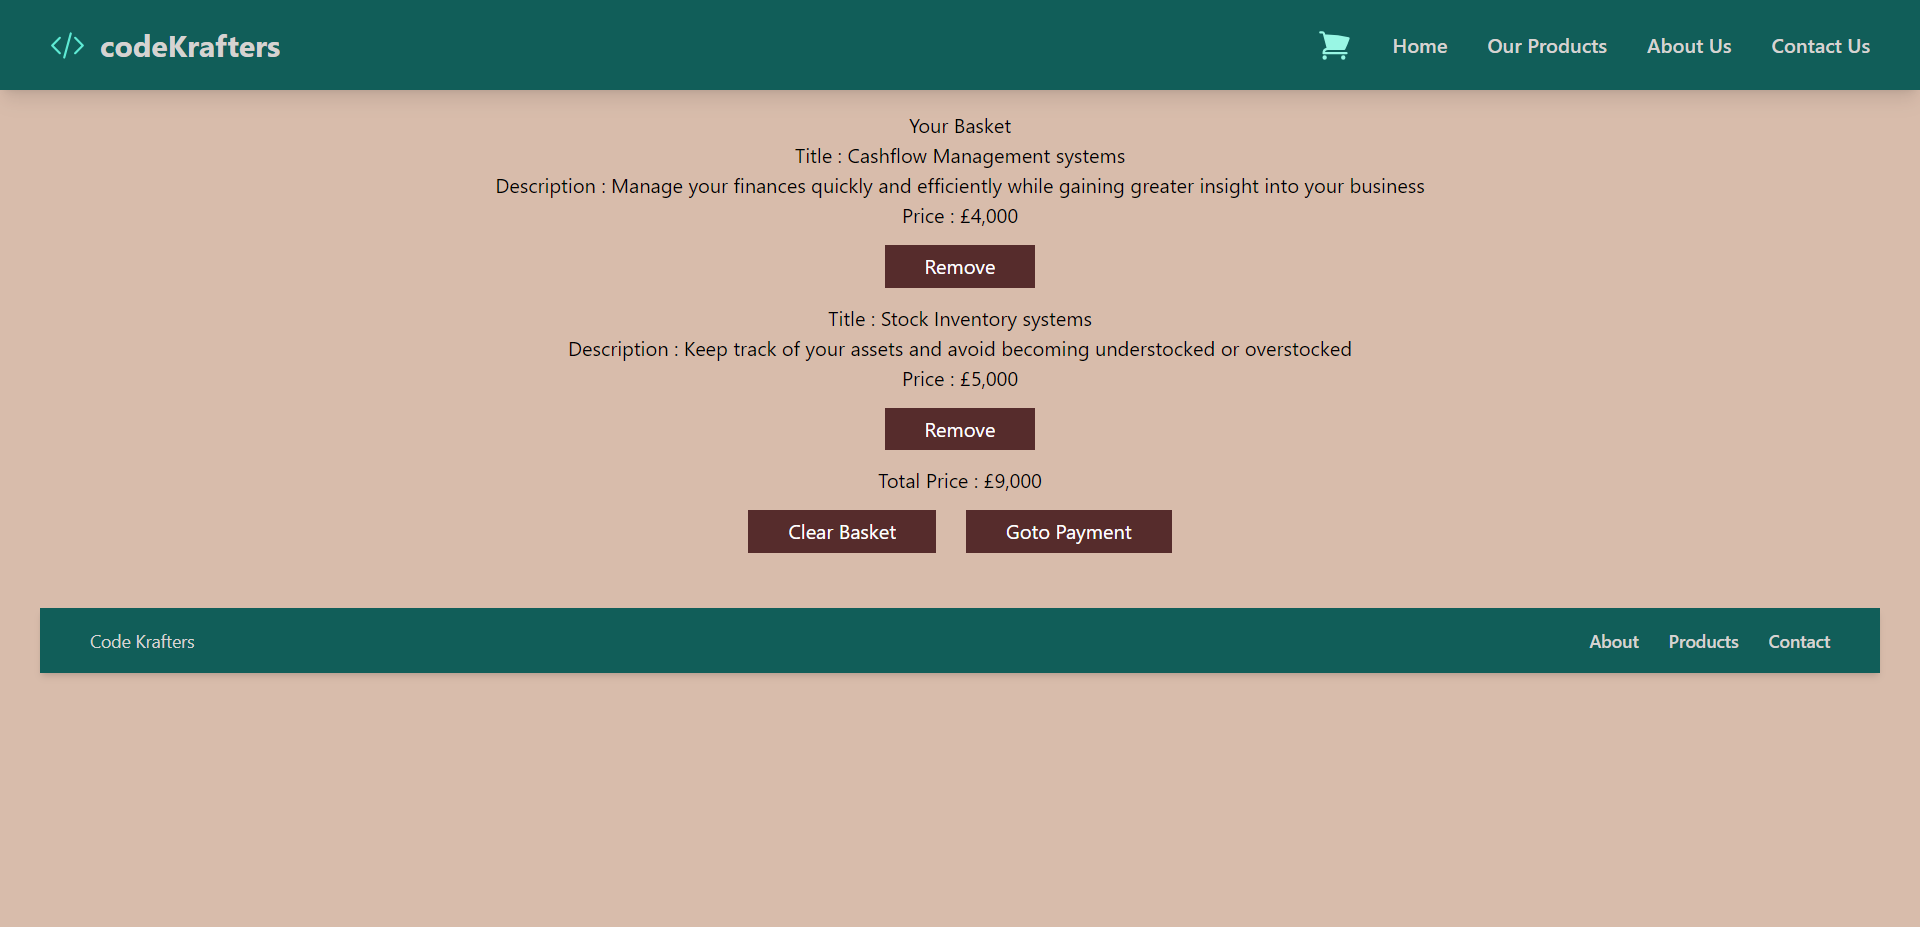 codeKrafters
Home Our Products About Us Contact Us
Your Basket
Title : Cashflow Management systems
Description : Manage your finances quickly and efficiently while gaining greater insight into your business
Price : £4,000
Remove
Title : Stock Inventory systems
Description : Keep track of your assets and avoid becoming understocked or overstocked
Price : £5,000
Remove
Total Price : £9,000
Clear Basket Goto Payment
Code Krafters About Products Contact